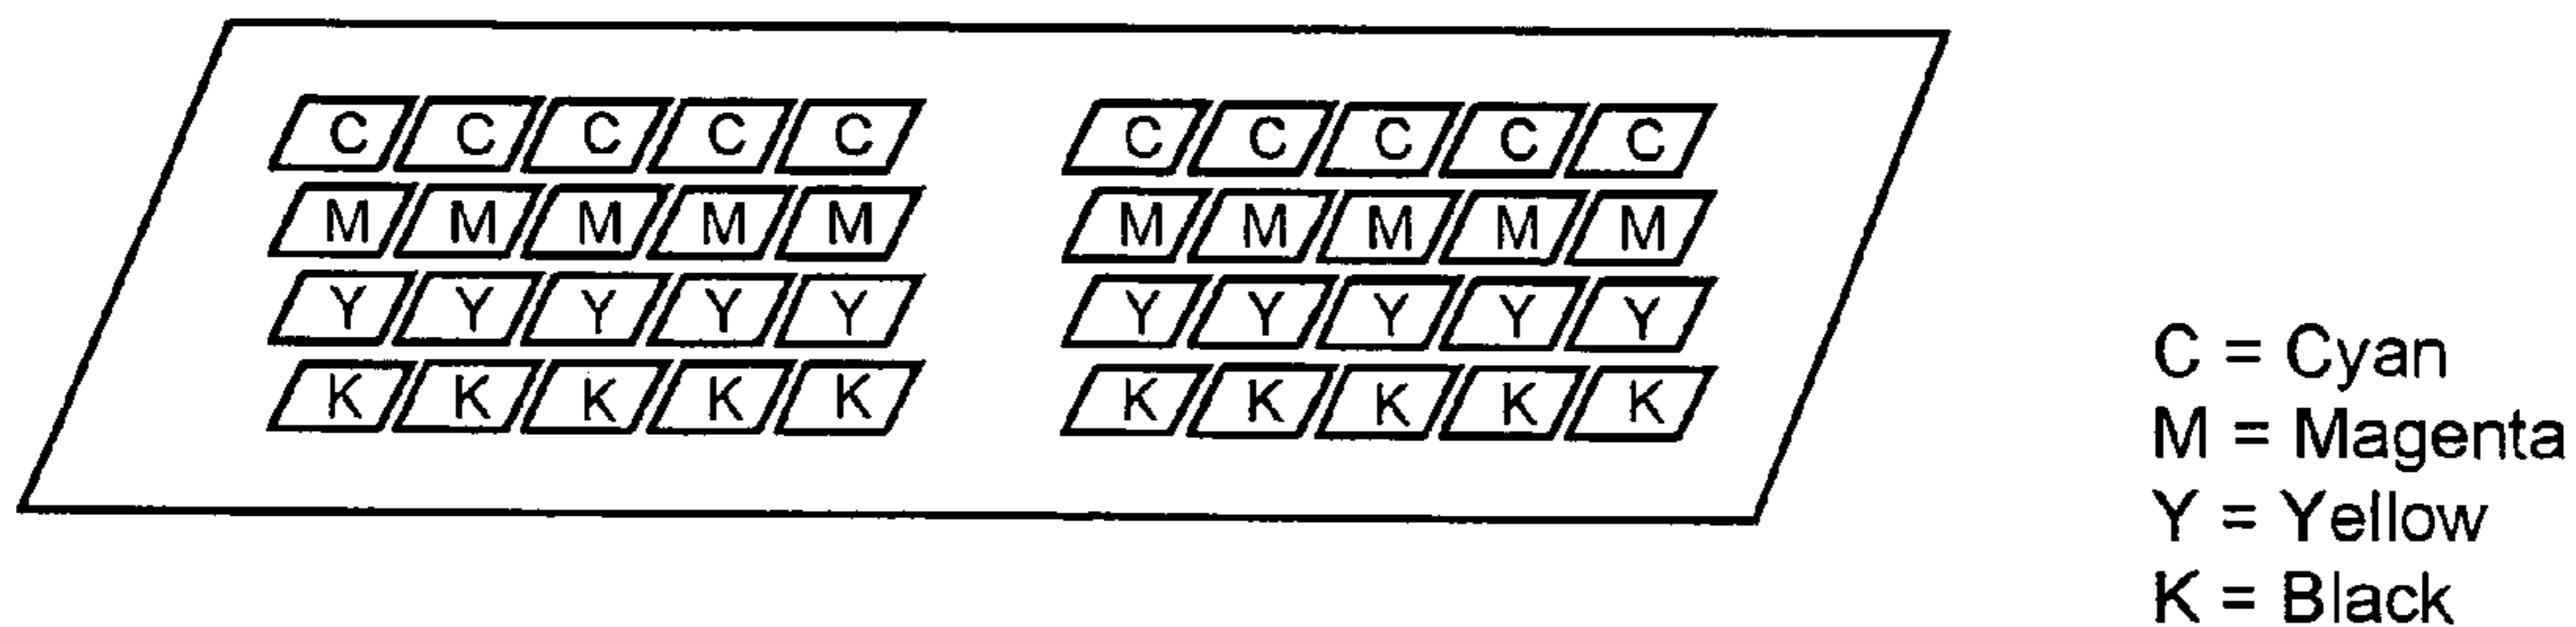 C C C C C C C C C C
M M M M M M M M M M
Y Y Y Y Y Y Y Y Y Y
K K K K K K K K K K
C = Cyan
M = Magenta
Y = Yellow
K = Black